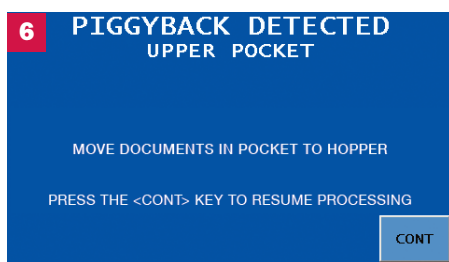 6
PIGGYBACK DETECTED
UPPER POCKET
MOVE DOCUMENTS IN POCKET TO HOPPER
PRESS THE <CONT> KEY TO RESUME PROCESSING
CONT